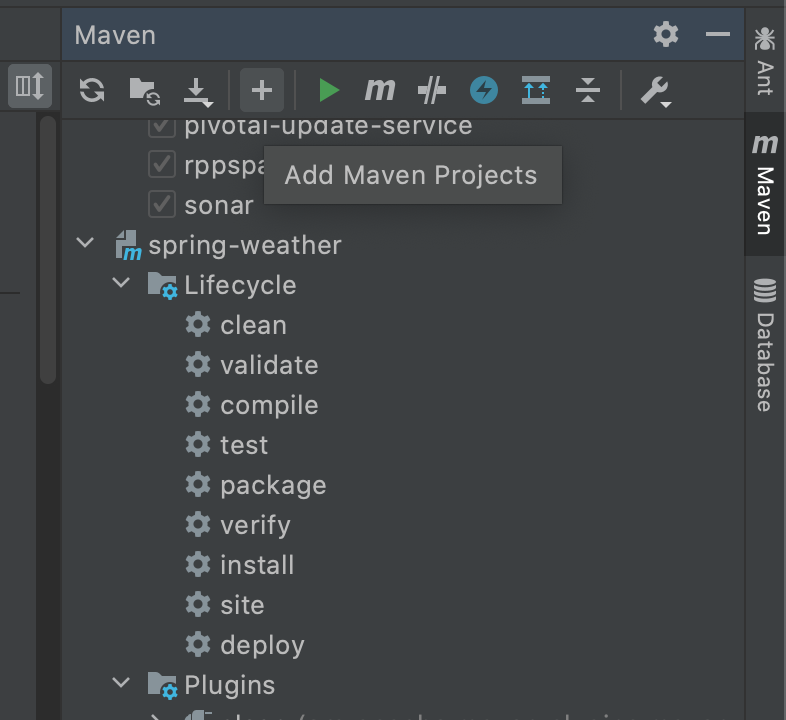 Maven
pivotal-update-service
rppspa
Add Maven Projects
sonar
spring-weather
Lifecycle
clean
validate
compile
test
package
verify
install
site
deploy
Plugins
Ant
Maven
Database